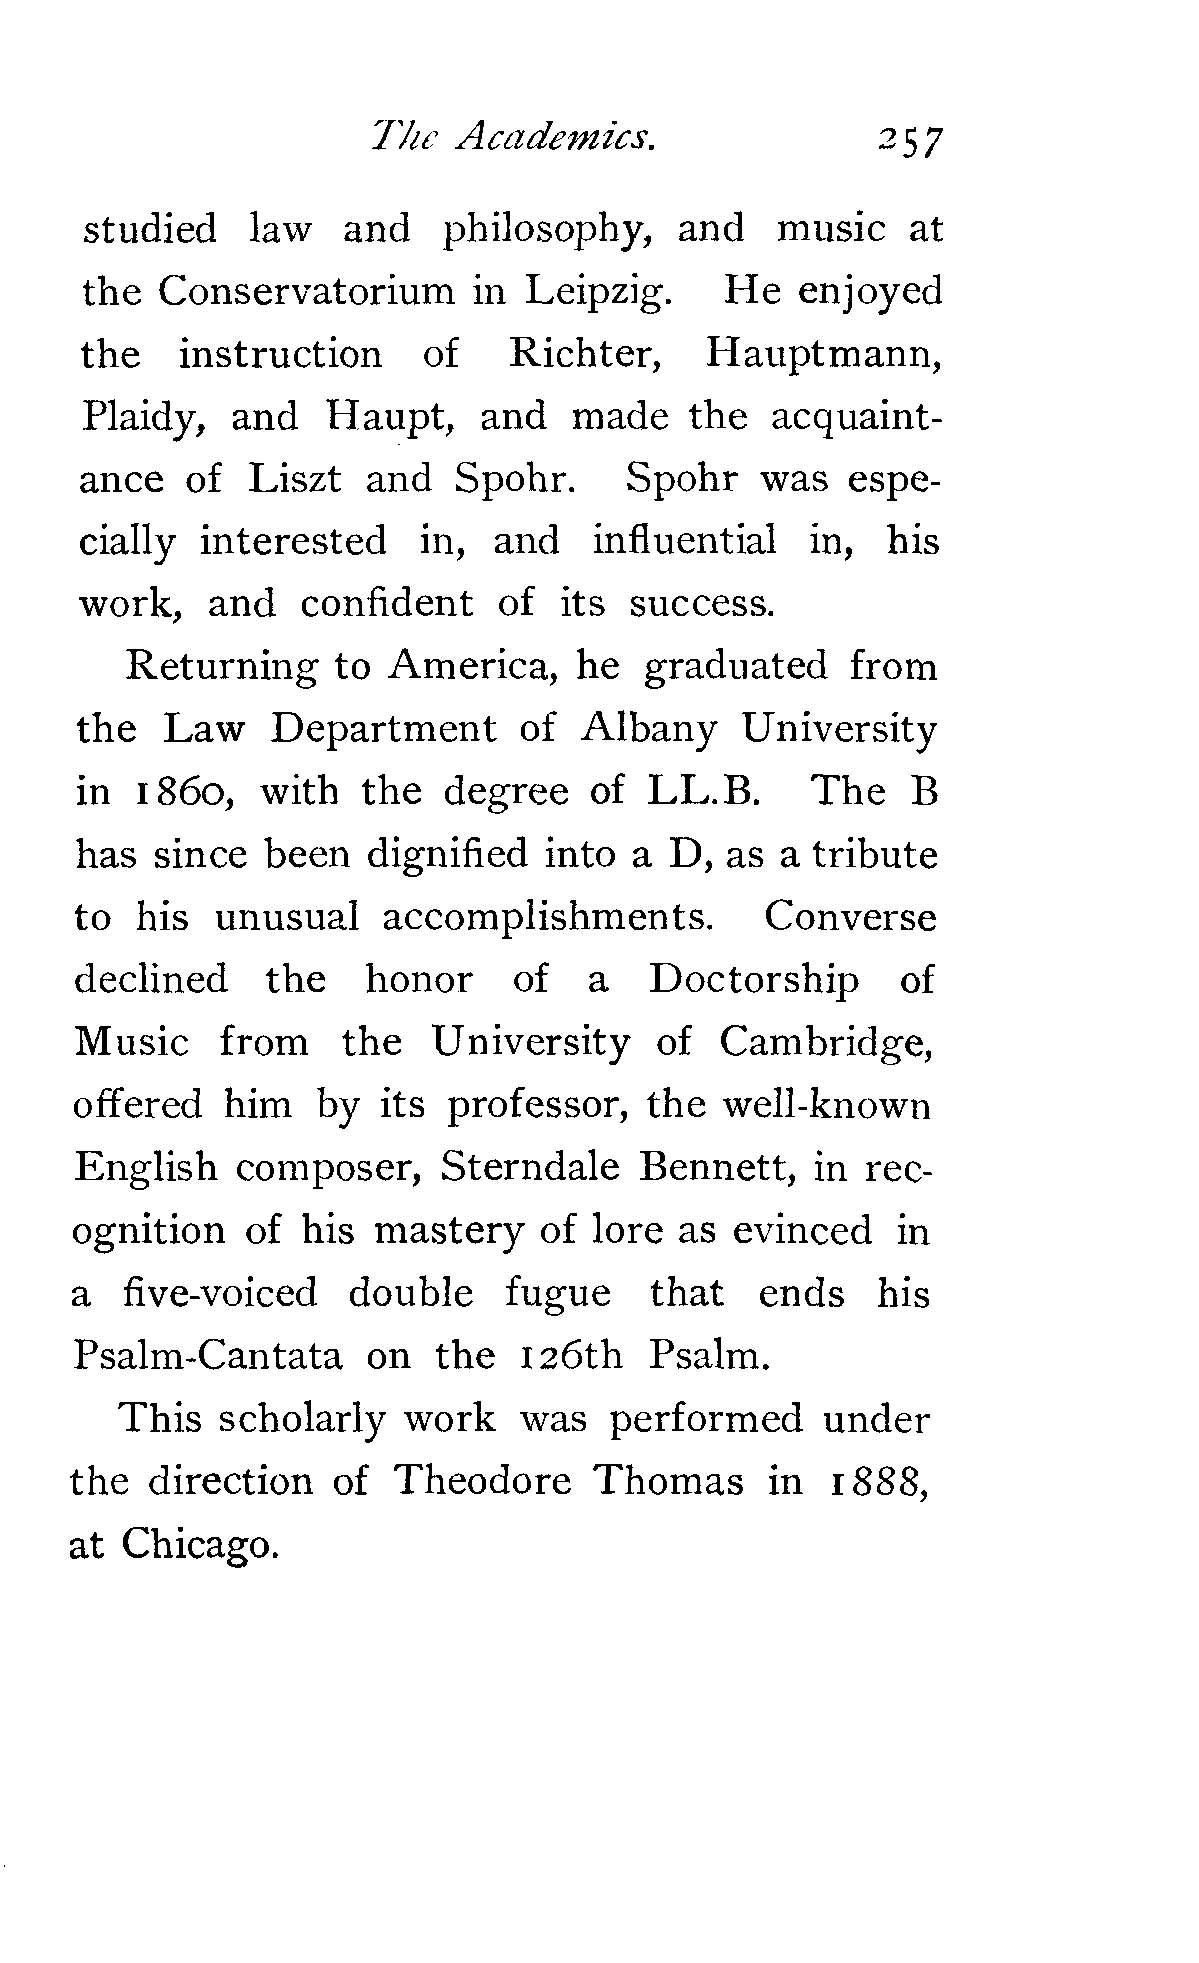 The Academics. 257
studied law and philosophy, and music at
the Conservatorium in Leipzig. He enjoyed
the instruction of Richter, Hauptmann,
Plaidy, and Haupt, and made the acquaint-
ance of Liszt and Spohr. Spohr was espe-
cially interested in, and influential in, his
work, and confident of its success.
Returning to America, he graduated from
the Law Department of Albany University
in 1860, with the degree of LL.B. The B
has since been dignified into a D, as a tribute
to his unusual accomplishments. Converse
declined the honor of a Doctorship of
Music from the University of Cambridge,
offered him by its professor, the well-known
English composer, Sterndale Bennett, in rec-
ognition of his mastery of lore as evinced in
a five-voiced double fugue that ends his
Psalm-Cantata on the 126th Psalm.
This scholarly work was performed under
the direction of Theodore Thomas in 1888,
at Chicago.